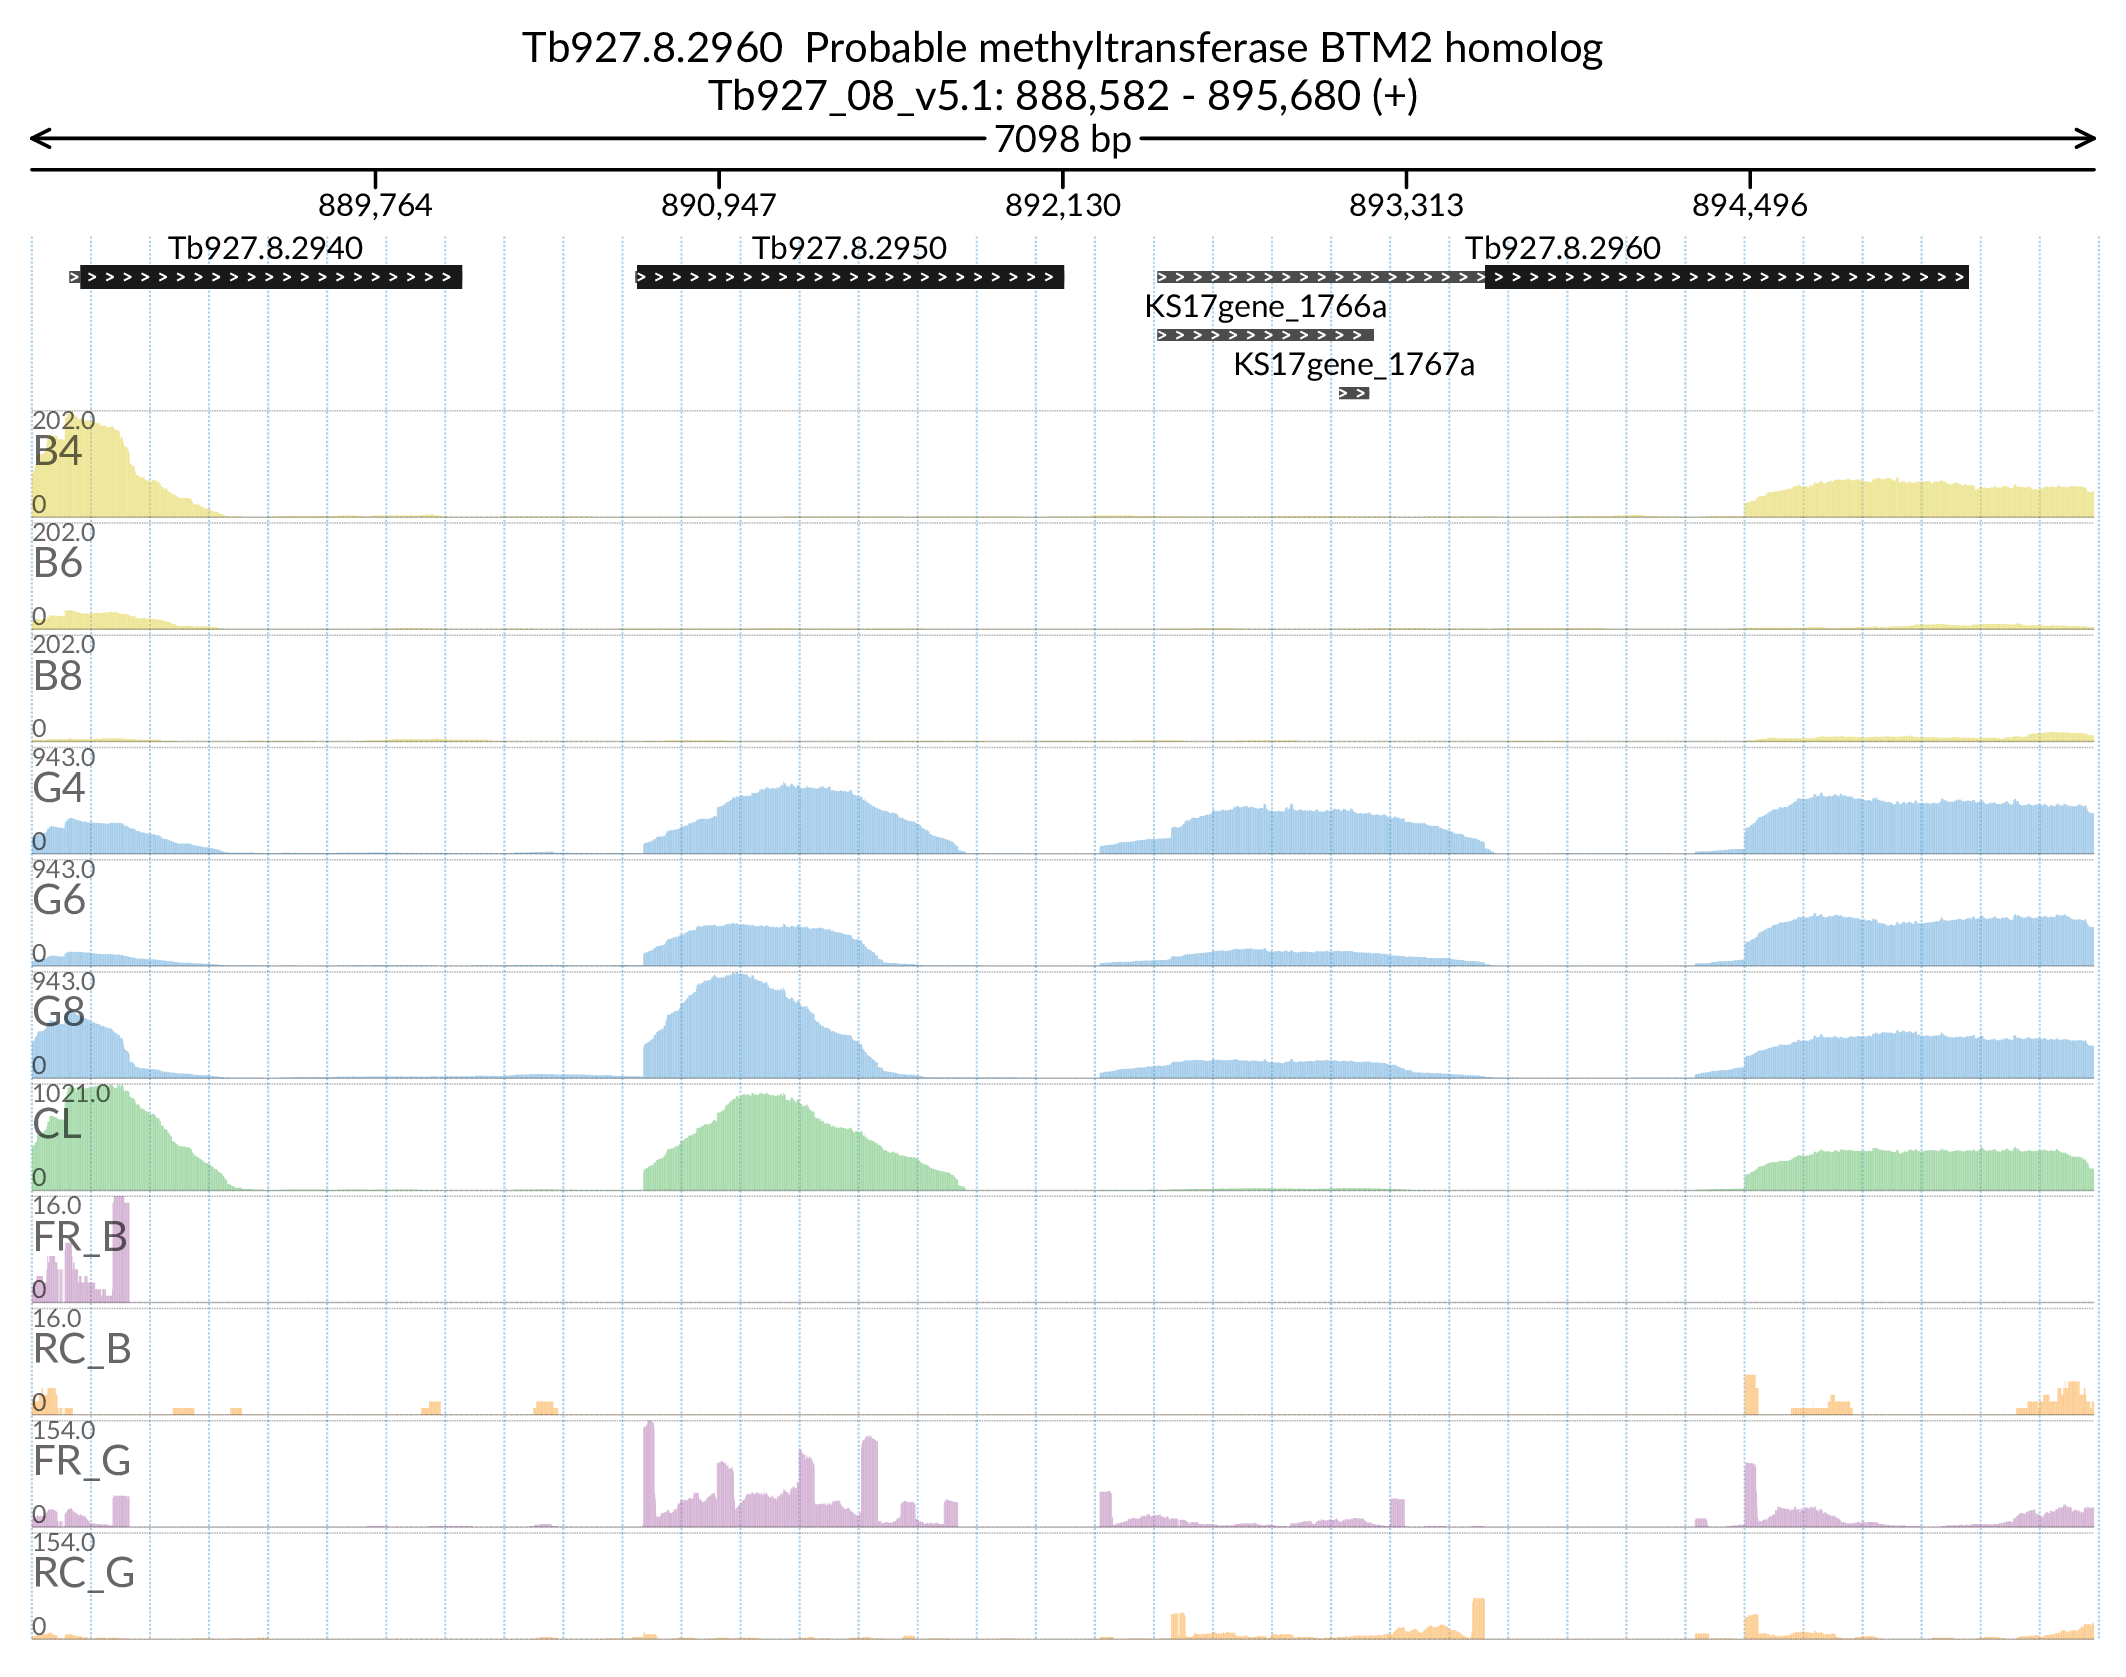 Tb927.8.2960  Probable methyltransferase BTM2 homolog
Tb927_08_v5.1: 888,582 - 895,680 (+)
7098 bp
889,764 890,947 892,130 893,313 894,496
Tb927.8.2940 Tb927.8.2950 Tb927.8.2960
KS17gene_1766a
KS17gene_1767a
202.0
B4
0
202.0
B6
0
202.0
B8
0
943.0
G4
0
943.0
G6
0
943.0
G8
0
1021.0
CL
0
16.0
FR_B
0
16.0
RC_B
0
154.0
FR_G
0
154.0
RC_G
0